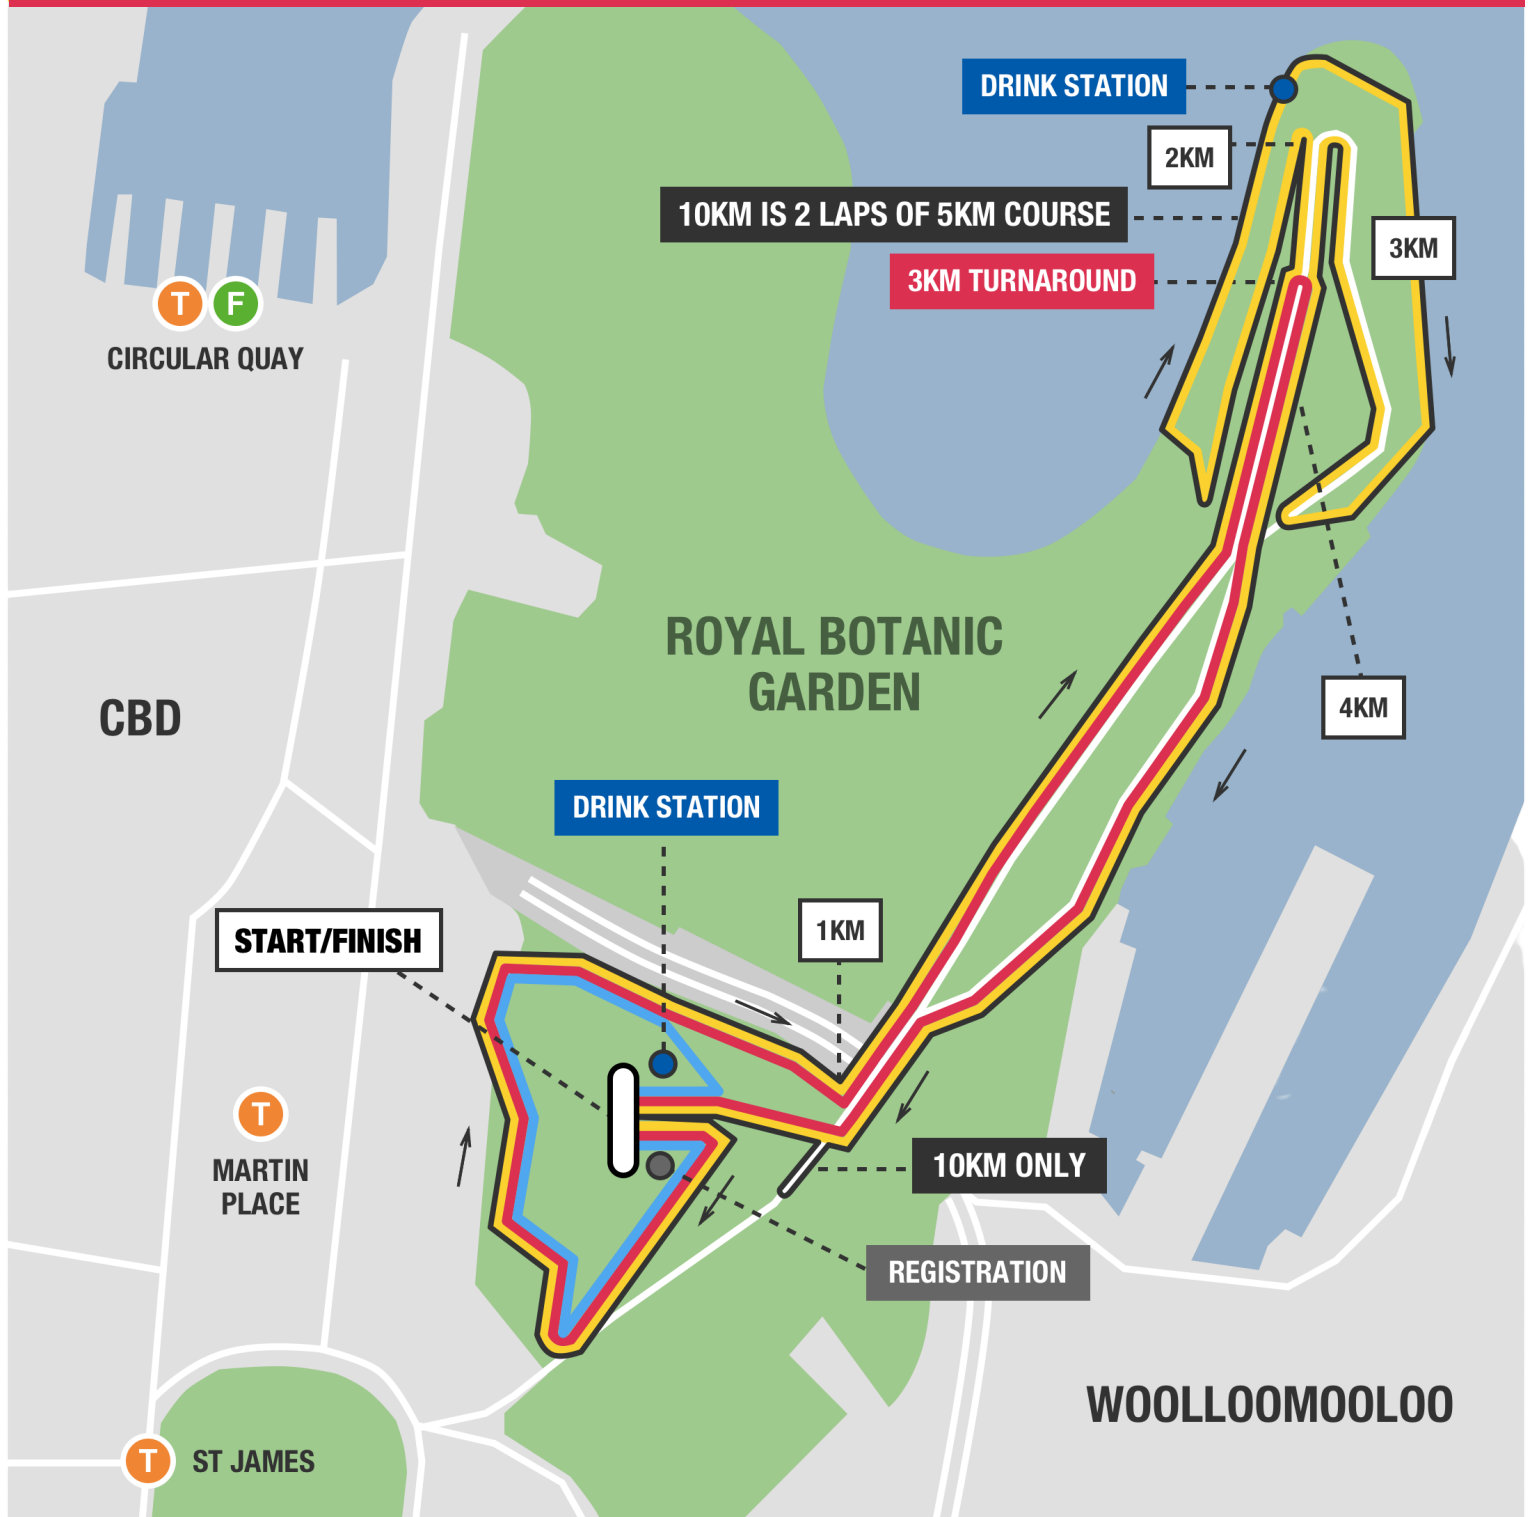 DRINK STATION
2KM
10KM IS 2 LAPS OF 5KM COURSE
3KM
3KM TURNAROUND
T
F
CIRCULAR QUAY
ROYAL BOTANIC
GARDEN
CBD
4KM
DRINK STATION
START/FINISH
1KM
T
MARTIN
PLACE
10KM ONLY
REGISTRATION
WOOLLOOMOOLOO
T
ST JAMES